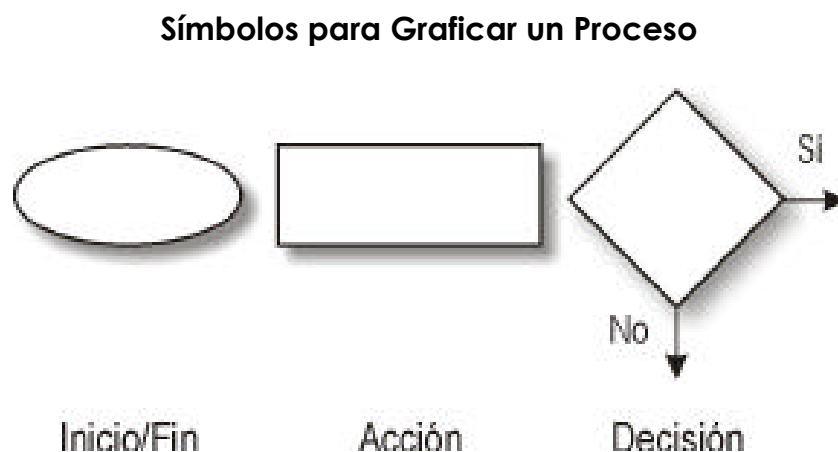 Símbolos para Graficar un Proceso
Si
No
Inicio/Fin Acción Decisión